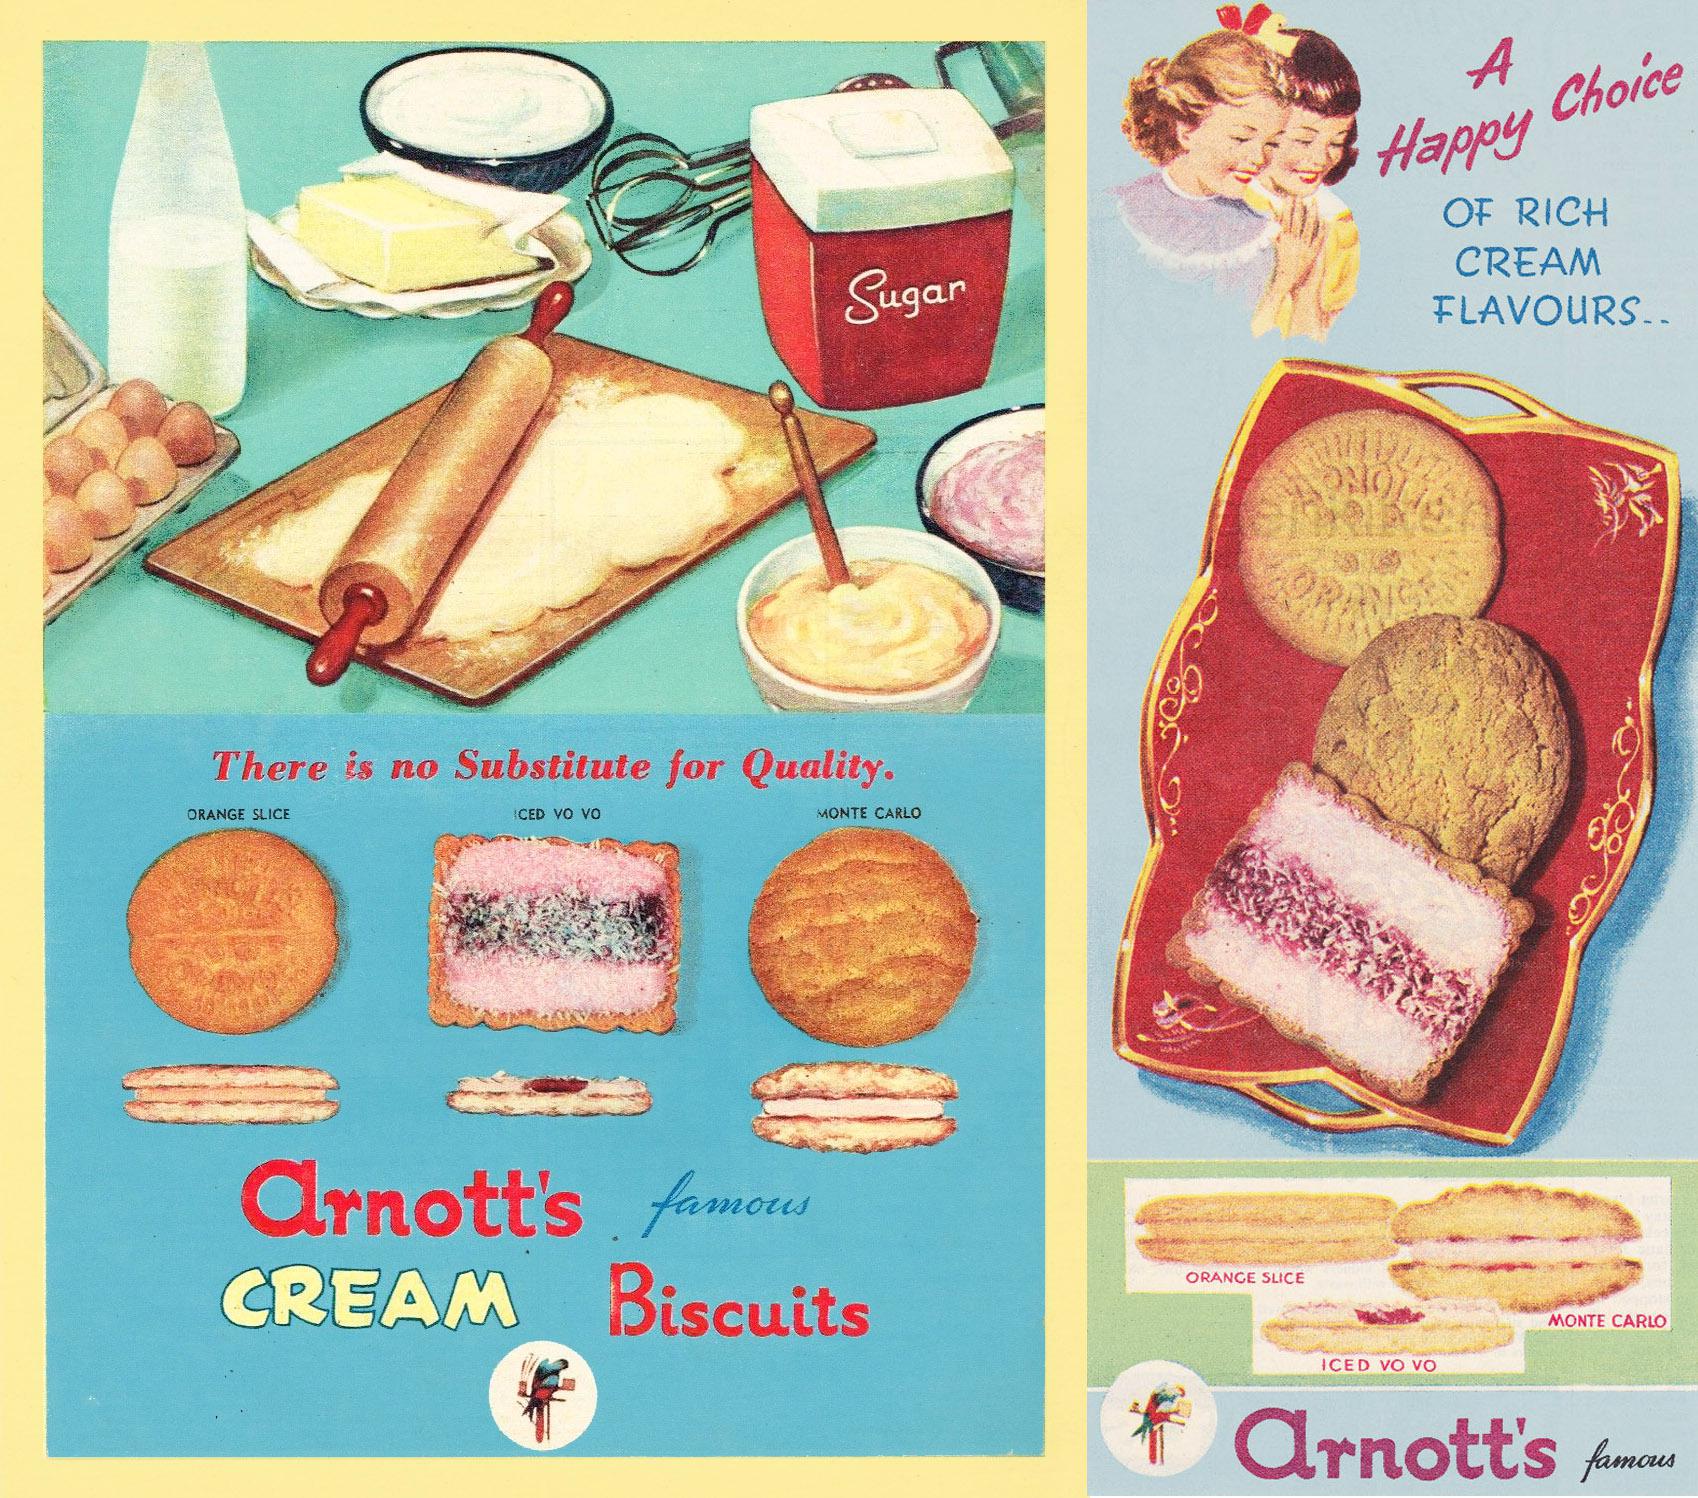 Sugar
There is no Substitute for Quality.
ORANGE SLICE
ICED VO VO
MONTE CARLO
arnott's famous
CREAM Biscuits
A
Happy Choice
OF RICH
CREAM
FLAVOURS..
ORANGE SLICE
MONTE CARLO
ICED VO VO
arnott's famous